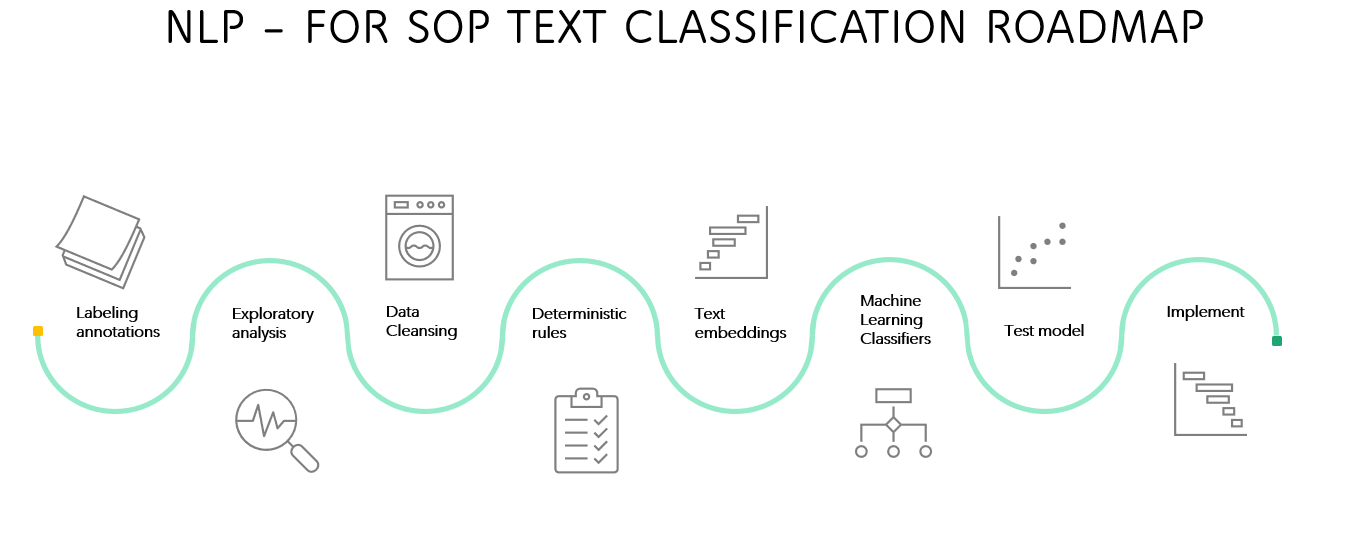 NLP – FOR SOP TEXT CLASSIFICATION ROADMAP
Labeling
annotations
Exploratory
analysis
Data
Cleansing
Deterministic
rules
Text
embeddings
Machine
Learning
Classifiers
Test model
Implement